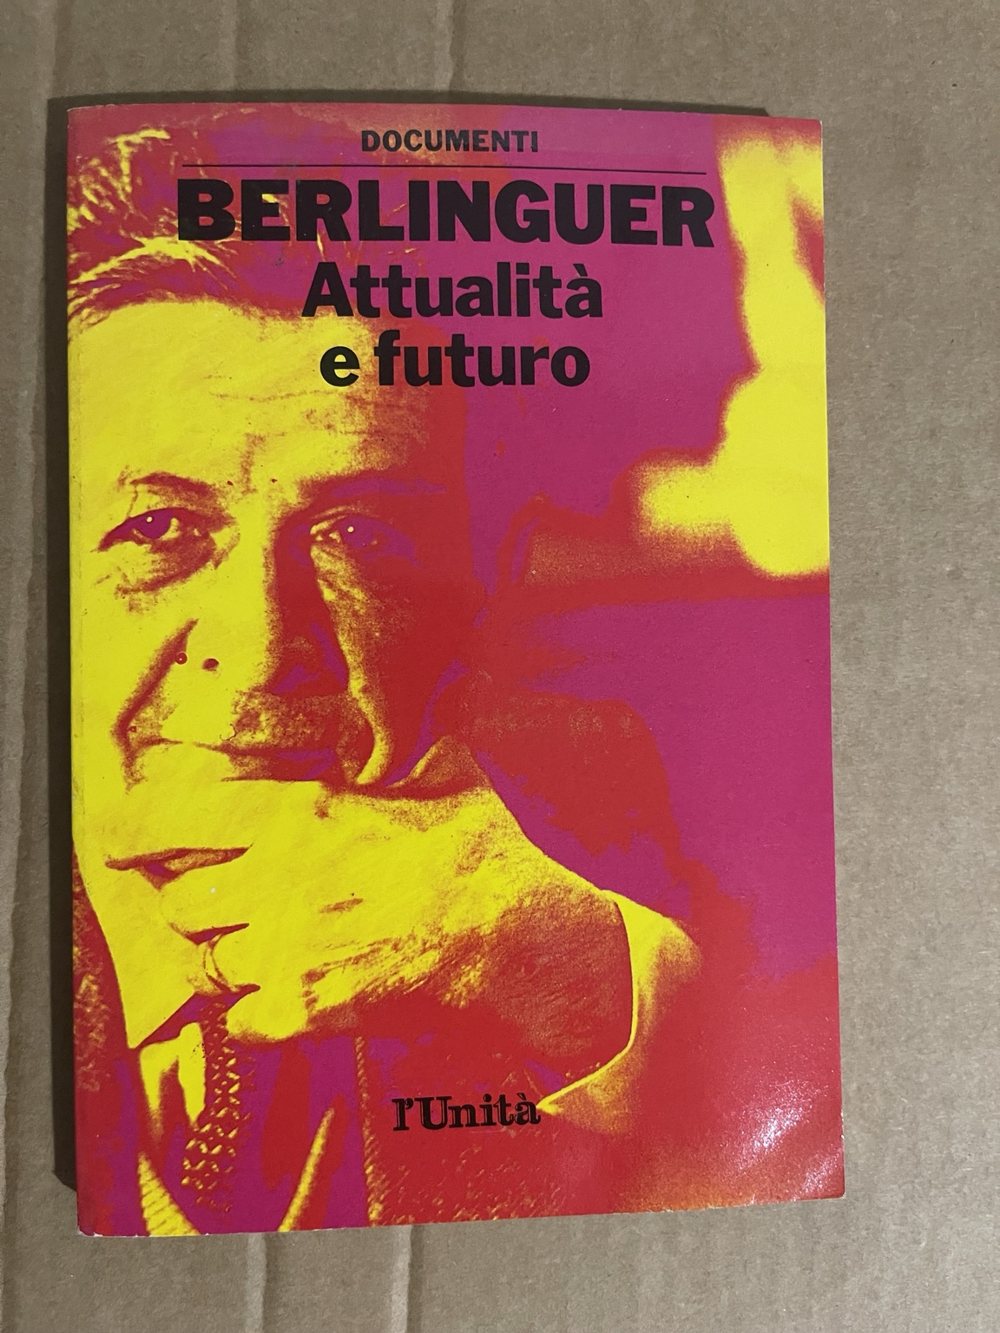 DOCUMENTI
BERLINGUER
Attualità
e futuro
l'Unità